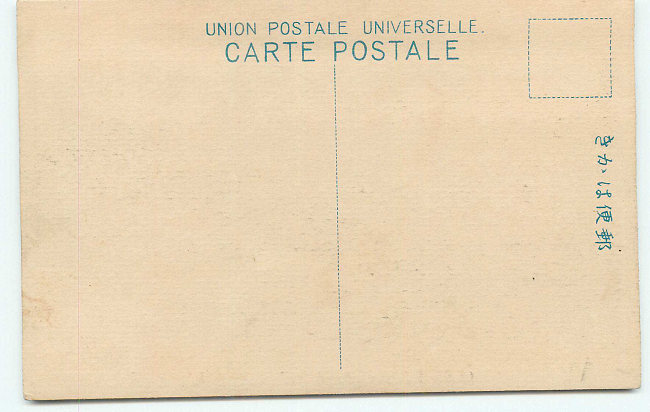 UNION POSTALE UNIVERSELLE.
CARTE POSTALE
きかは便郵